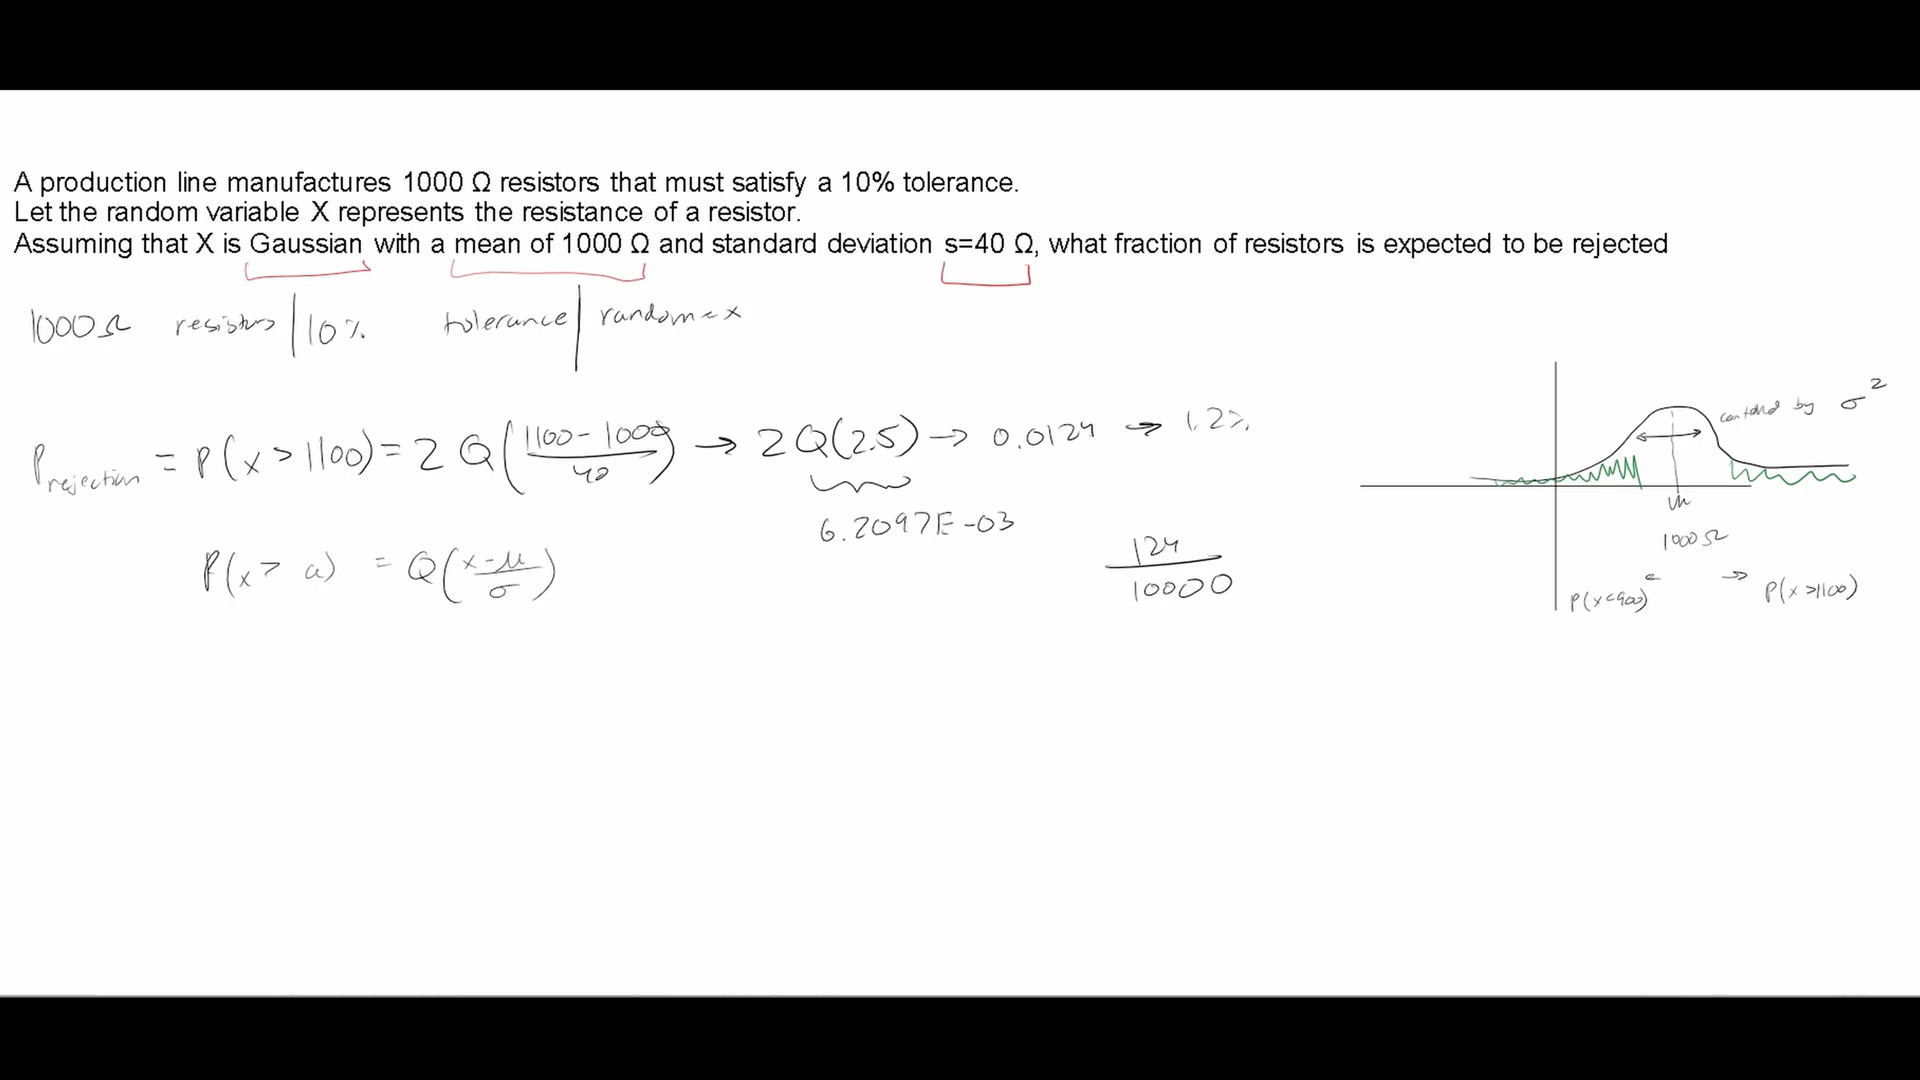 A production line manufactures 1000 Ω resistors that must satisfy a 10% tolerance.
Let the random variable X represents the resistance of a resistor.
Assuming that X is Gaussian with a mean of 1000 Ω and standard deviation s=40 Ω, what fraction of resistors is expected to be rejected
1000Ω resistors | 10% tolerance | random = x
Prejection = P(x > 1100) = 2 Q((1100 - 1000)/40) → 2Q(2.5) → 0.0124 → 1.2%
6.2097E-03
P(x > a) = Q((x-μ)/σ)
124/10000
by σ²
m
1000Ω
P(x<900) ← → P(x>1100)